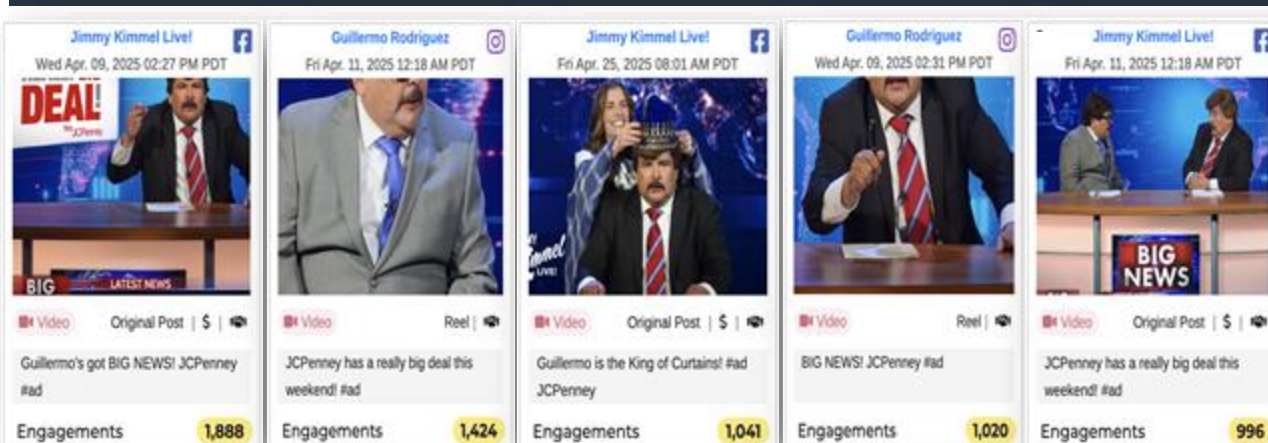 Jimmy Kimmel Live!
Wed Apr. 09, 2025 02:27 PM PDT
DEAL!
JCPenney
BIG
LATEST NEWS
Video
Original Post | $ |
Guillermo's got BIG NEWS! JCPenney
#ad
Engagements 1,888
Guillermo Rodriguez
Fri Apr. 11, 2025 12:18 AM PDT
Video
Reel |
JCPenney has a really big deal this
weekend! #ad
Engagements 1,424
Jimmy Kimmel Live!
Fri Apr. 25, 2025 08:01 AM PDT
LIVE!
Video
Original Post | $ |
Guillermo is the King of Curtains! #ad
JCPenney
Engagements 1,041
Guillermo Rodriguez
Wed Apr. 09, 2025 02:31 PM PDT
Video
Reel |
BIG NEWS! JCPenney #ad
Engagements 1,020
Jimmy Kimmel Live!
Fri Apr. 11, 2025 12:18 AM PDT
BIG
NEWS
Video
Original Post | $ |
JCPenney has a really big deal this
weekend! #ad
Engagements 996